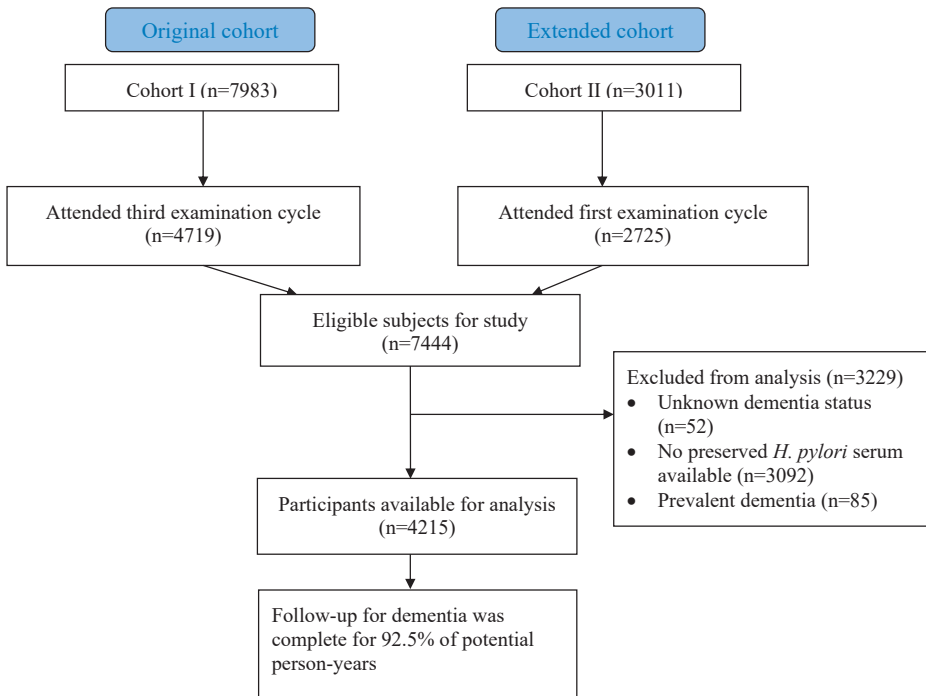 Original cohort
Extended cohort
Cohort I (n=7983)
Cohort II (n=3011)
Attended third examination cycle
(n=4719)
Attended first examination cycle
(n=2725)
Eligible subjects for study
(n=7444)
Excluded from analysis (n=3229)
• Unknown dementia status
(n=52)
• No preserved H. pylori serum
available (n=3092)
• Prevalent dementia (n=85)
Participants available for analysis
(n=4215)
Follow-up for dementia was
complete for 92.5% of potential
person-years